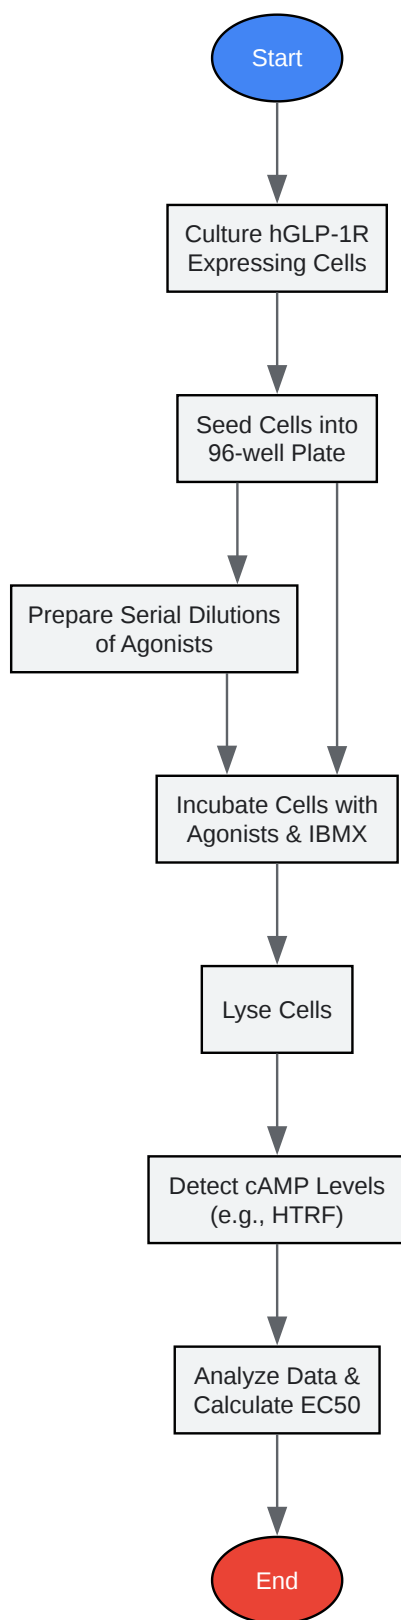 Start
Culture hGLP-1R
Expressing Cells
Seed Cells into
96-well Plate
Prepare Serial Dilutions
of Agonists
Incubate Cells with
Agonists & IBMX
Lyse Cells
Detect cAMP Levels
(e.g., HTRF)
Analyze Data &
Calculate EC50
End